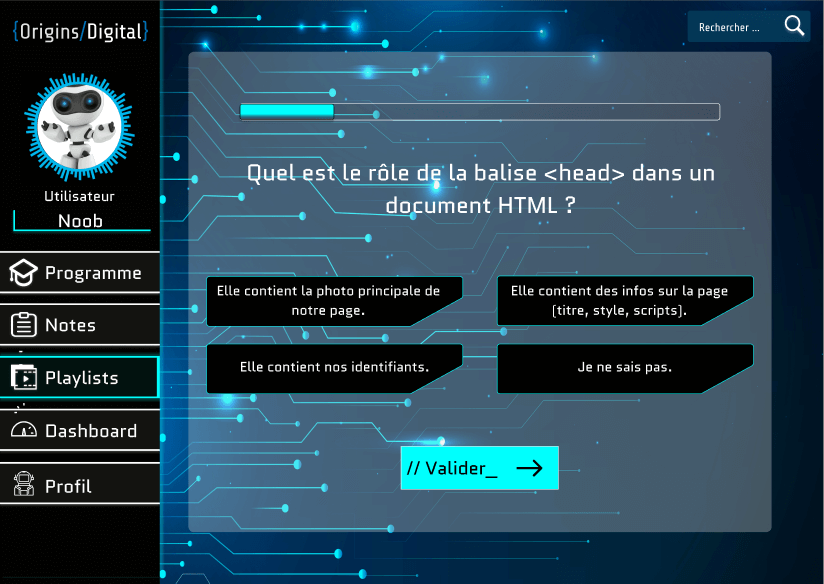 {Origins/Digital}
Rechercher ...
Utilisateur
Noob
Programme
Notes
Playlists
Dashboard
Profil
Quel est le rôle de la balise <head> dans un
document HTML ?
Elle contient la photo principale de
notre page.
Elle contient des infos sur la page
(titre, style, scripts).
Elle contient nos identifiants.
Je ne sais pas.
// Valider_